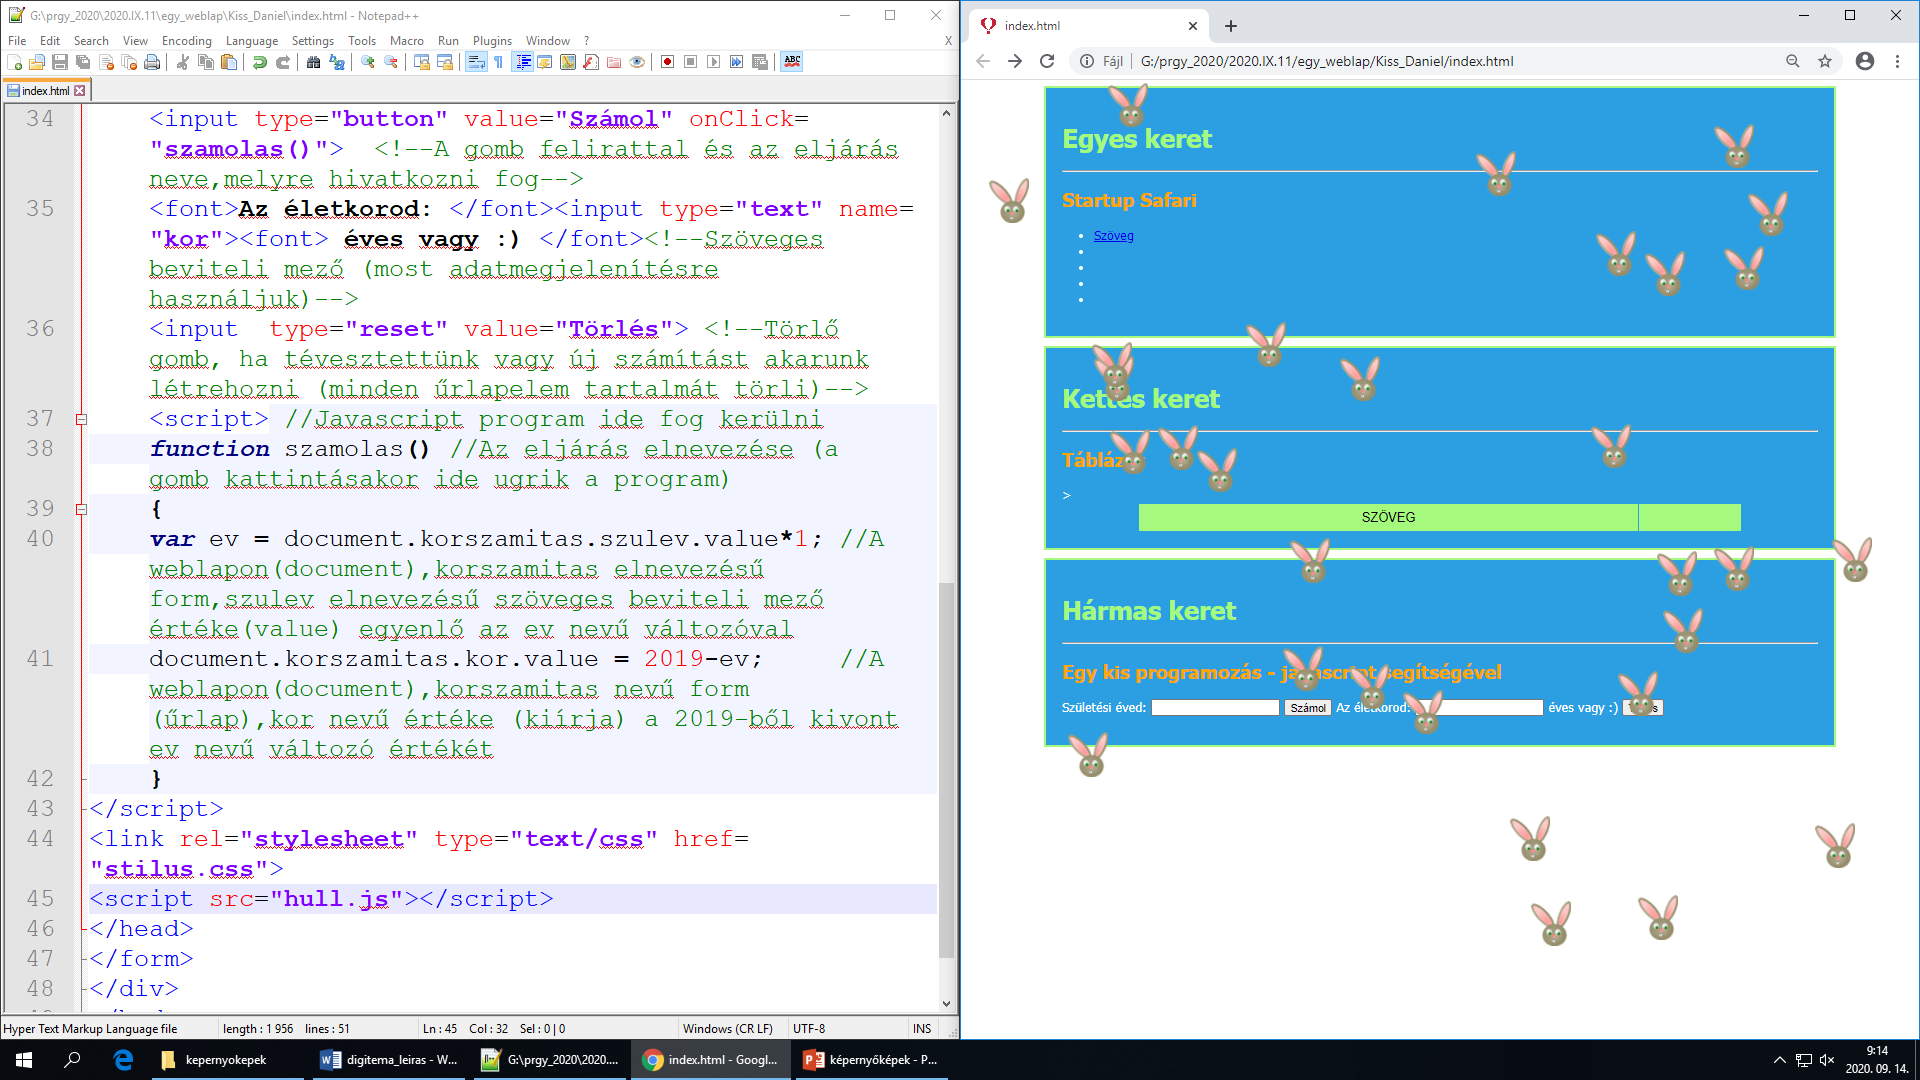 G:\prgy_2020\2020.IX.11\egy_weblap\Kiss_Daniel\index.html - Notepad++
File Edit Search View Encoding Language Settings Tools Macro Run Plugins Window ? X
index.html
34 <input type="button" value="Számol" onClick=
"szamolas()"> <!--A gomb felirattal és az eljárás
neve,melyre hivatkozni fog-->
35 <font>Az életkorod: </font><input type="text" name=
"kor"><font> éves vagy :) </font><!--Szöveges
beviteli mező (most adatmegjelenítésre
használjuk)-->
36 <input type="reset" value="Törlés"> <!--Törlő
gomb, ha tévesztettünk vagy új számítást akarunk
létrehozni (minden űrlapelem tartalmát törli)-->
37 <script> //Javascript program ide fog kerülni
38 function szamolas() //Az eljárás elnevezése (a
gomb kattintásakor ide ugrik a program)
39 {
40 var ev = document.korszamitas.szulev.value*1; //A
weblapon(document),korszamitas elnevezésű
form,szulev elnevezésű szöveges beviteli mező
értéke(value) egyenlő az ev nevű változóval
41 document.korszamitas.kor.value = 2019-ev; //A
weblapon(document),korszamitas nevű form
(űrlap),kor nevű értéke (kiírja) a 2019-ből kivont
ev nevű változó értékét
42 }
43 </script>
44 <link rel="stylesheet" type="text/css" href=
"stilus.css">
45 <script src="hull.js"></script>
46 </head>
47 </form>
48 </div>
Hyper Text Markup Language file length : 1 956 lines : 51 Ln : 45 Col : 32 Sel : 0 | 0 Windows (CR LF) UTF-8 INS
index.html
Fájl G:/prgy_2020/2020.IX.11/egy_weblap/Kiss_Daniel/index.html
Egyes keret
Startup Safari
Szöveg
Kettes keret
>
SZÖVEG
Hármas keret
Egy kis programozás - javascript segítségével
Születési éved: Számol Az életkorod: éves vagy :)
kepernyokepek
digitema_leiras - W...
G:\prgy_2020\2020....
index.html - Googl...
képernyőképek - P...
9:14
2020. 09. 14.